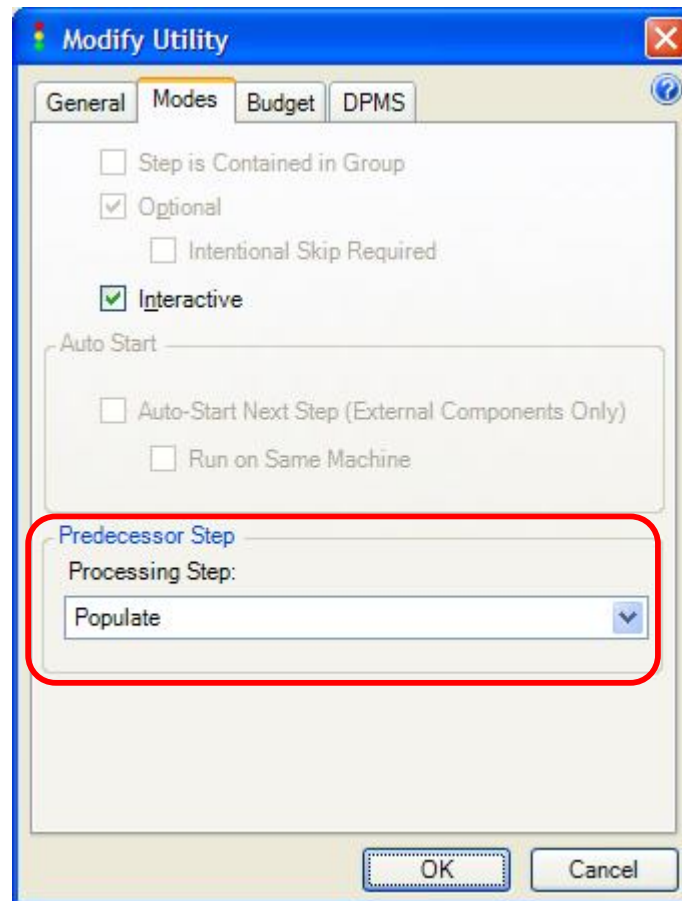 Modify Utility
General Modes Budget DPMS
Step is Contained in Group
Optional
Intentional Skip Required
Interactive
Auto Start
Auto-Start Next Step (External Components Only)
Run on Same Machine
Predecessor Step
Processing Step:
Populate
OK Cancel